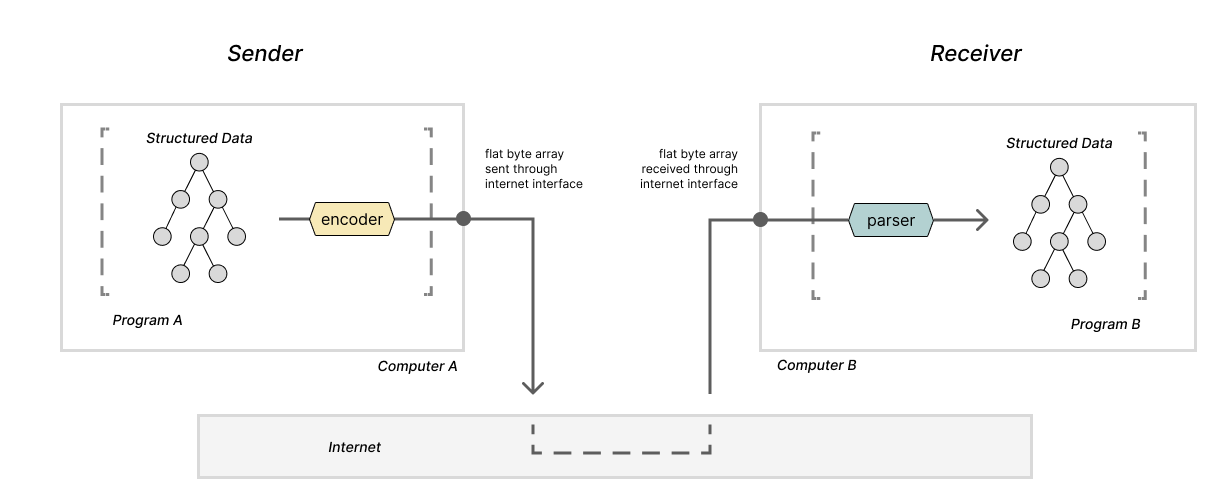 Sender
Receiver
Structured Data
encoder
Program A
Computer A
flat byte array
sent through
internet interface
flat byte array
received through
internet interface
Structured Data
parser
Program B
Computer B
Internet